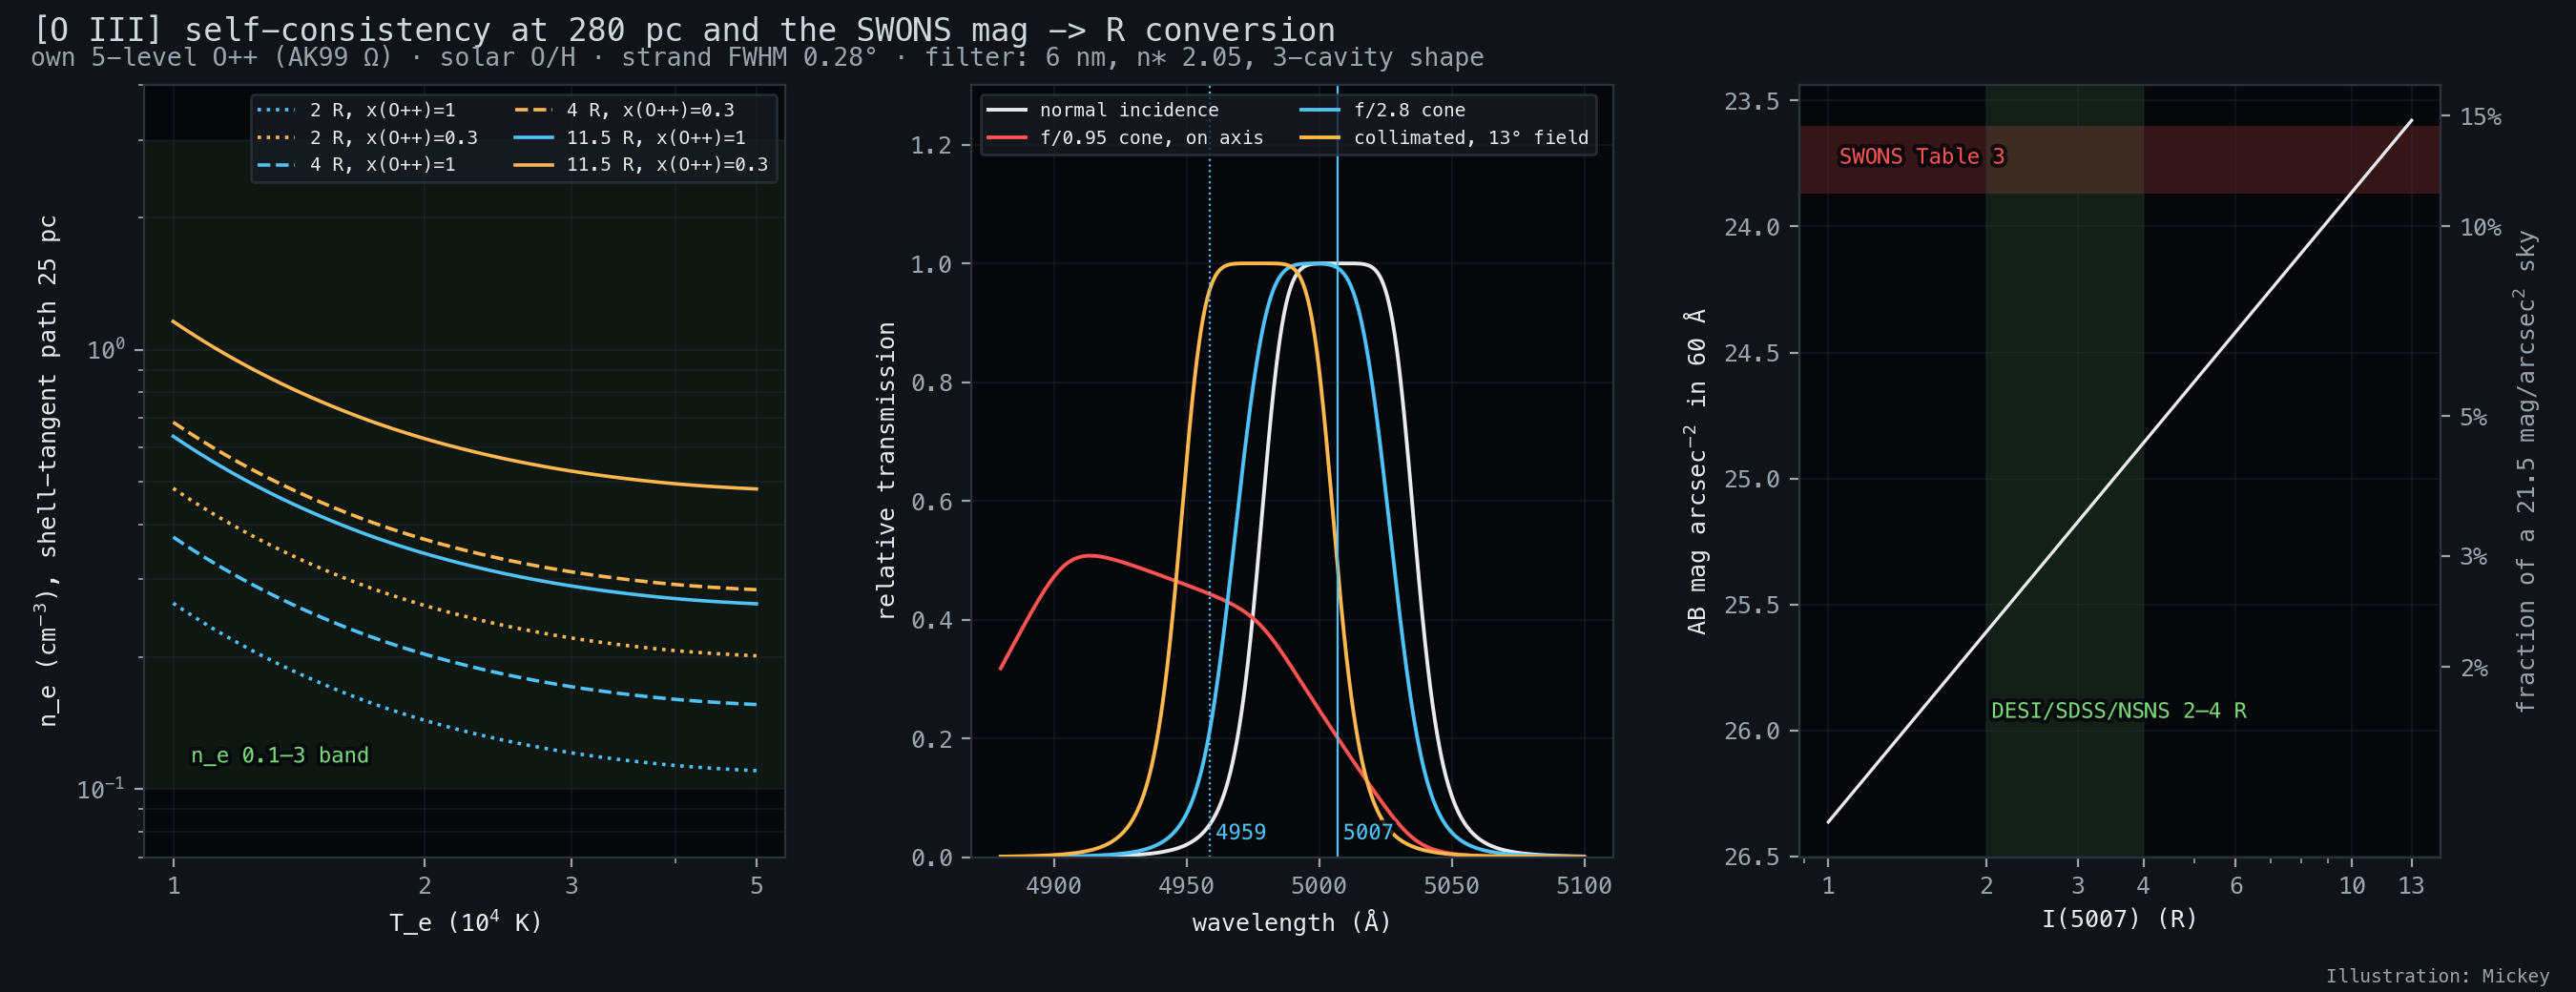 [O III] self−consistency at 280 pc and the SWONS mag −> R conversion
own 5−level O++ (AK99 Ω) · solar O/H · strand FWHM 0.28° · filter: 6 nm, n* 2.05, 3−cavity shape
n_e (cm⁻³), shell−tangent path 25 pc
10⁰
10⁻¹
2 R, x(O++)=1
2 R, x(O++)=0.3
4 R, x(O++)=1
4 R, x(O++)=0.3
11.5 R, x(O++)=1
11.5 R, x(O++)=0.3
n_e 0.1–3 band
1 2 3 5
T_e (10⁴ K)
relative transmission
1.2
1.0
0.8
0.6
0.4
0.2
0.0
normal incidence
f/0.95 cone, on axis
f/2.8 cone
collimated, 13° field
4959
5007
4900 4950 5000 5050 5100
wavelength (Å)
AB mag arcsec⁻² in 60 Å
23.5
24.0
24.5
25.0
25.5
26.0
26.5
SWONS Table 3
DESI/SDSS/NSNS 2–4 R
1 2 3 4 6 10 13
I(5007) (R)
15%
10%
5%
3%
2%
fraction of a 21.5 mag/arcsec² sky
Illustration: Mickey